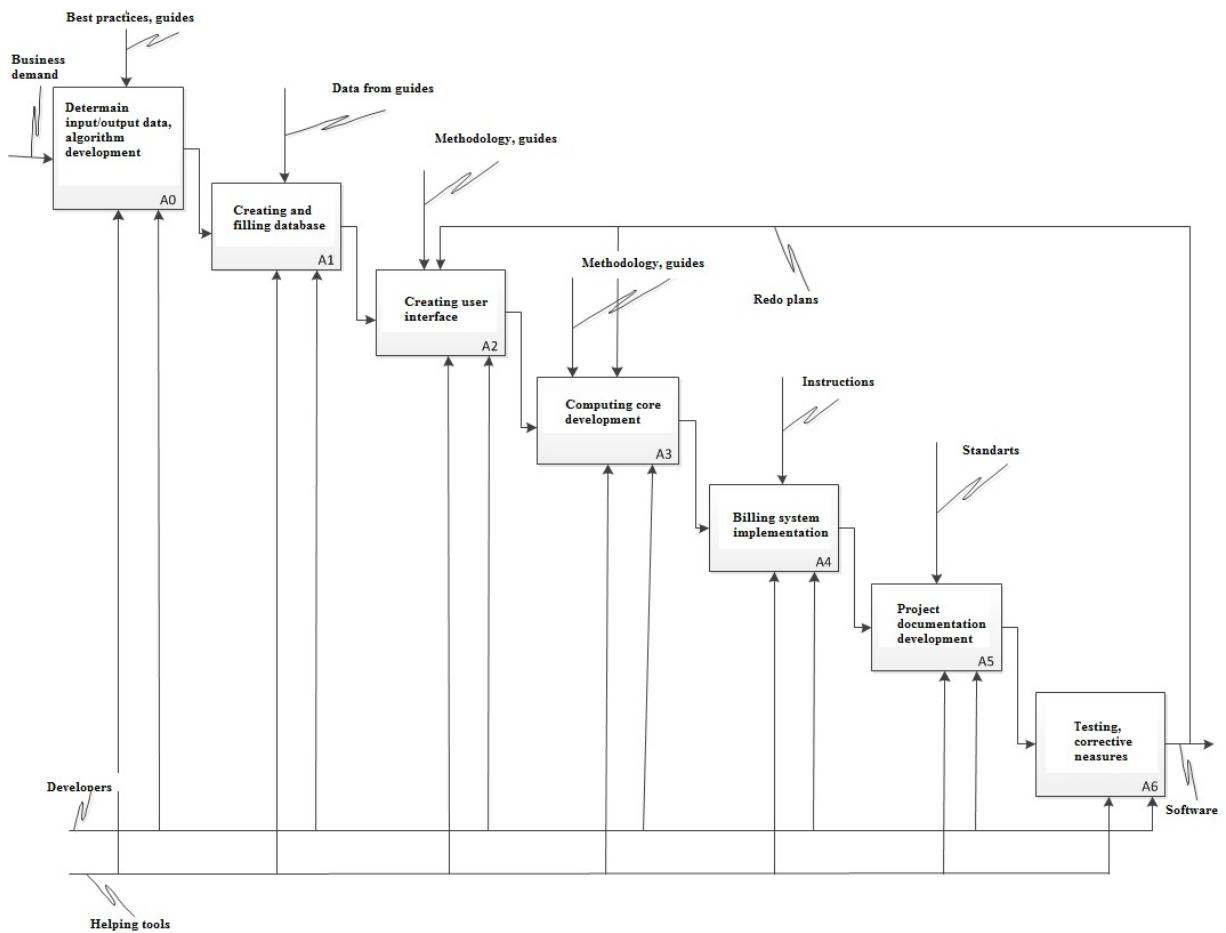 Best practices, guides
Business
demand
Determain
input/output data,
algorithm
development
A0
Data from guides
Creating and
filling database
A1
Methodology, guides
Creating user
interface
A2
Methodology, guides
Redo plans
Computing core
development
A3
Instructions
Billing system
implementation
A4
Standarts
Project
documentation
development
A5
Testing,
corrective
neasures
A6
Developers
Software
Helping tools